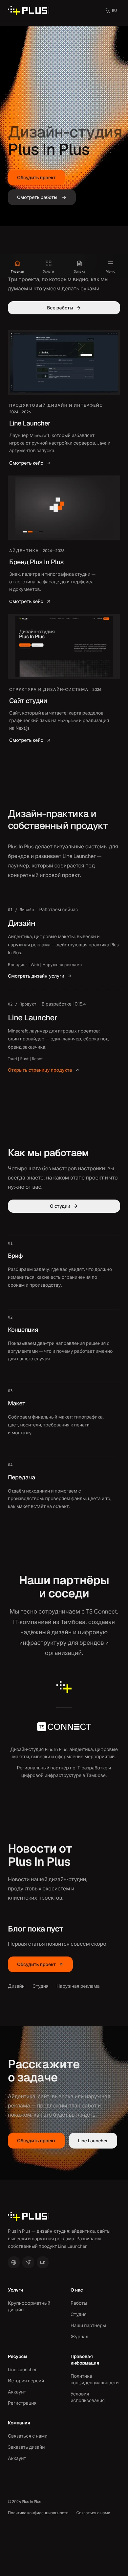 PLUS
RU
Дизайн-студия
Plus In Plus
Обсудить проект
Смотреть работы →
Главная
Услуги
Заявка
Меню
Три проекта, по которым видно, как мы
думаем и что умеем доводить руками.
Все работы →
ПРОДУКТОВЫЙ ДИЗАЙН И ИНТЕРФЕЙС
2024—2026
Line Launcher
Лаунчер Minecraft, который избавляет
игрока от ручной настройки серверов, Java и
запуска.
Смотреть кейс ↗
АЙДЕНТИКА 2024—2026
Бренд Plus In Plus
Знак, палитра и типографика студии —
от логотипа на фасаде до интерфейса
и документов.
Смотреть кейс ↗
Дизайн-студия
Plus In Plus
СТРУКТУРА И ДИЗАЙН-СИСТЕМА 2026
Сайт студии
Сайт, который вы читаете: карта разделов,
графический язык на Hauora и реализация
на Next.js.
Смотреть кейс ↗
Дизайн-практика и
собственный продукт
Plus In Plus делает визуальные системы для
брендов и развивает Line Launcher —
лаунчер, который собирается под
конкретный игровой проект.
01 / Дизайн Работаем сейчас
Дизайн
Айдентика, цифровые макеты, вывески и
наружная реклама — действующая практика Plus
In Plus.
Брендинг | Web | Наружная реклама
Смотреть дизайн-услуги ↗
02 / Продукт В разработке | 0.15.4
Line Launcher
Minecraft-лаунчер для игровых проектов:
один провайдер — один лаунчер, сборка под
бренд заказчика.
Tauri | Rust | React
Открыть страницу продукта ↗
Как мы работаем
Четыре шага без мастеров настройки: вы
всегда знаете, на каком этапе проект и что
нужно от вас.
О студии →
01
Бриф
Разбираем задачу: где вас увидят, что должно
измениться, какие есть ограничения по
срокам и производству.
02
Концепция
Показываем два-три направления решения с
аргументами — что и почему работает именно
для вашего случая.
03
Макет
Собираем финальный макет: типографика,
цвет, носители, требования к печати
и монтажу.
04
Передача
Отдаём исходники и помогаем с
производством: проверяем файлы, цвета и то,
как макет встаёт на объект.
Наши партнёры
и соседи
Мы тесно сотрудничаем с TS Connect,
IT-компанией из Тамбова, создавая
надёжный дизайн и цифровую
инфраструктуру для брендов и
организаций.
TS CONNECT
Дизайн-студия Plus In Plus: айдентика, цифровые
макеты, вывески и оформление мероприятий.
Региональный партнёр по IT-разработке и
цифровой инфраструктуре в Тамбове.
Новости от
Plus In Plus
Новости нашей дизайн-студии,
продуктовых экосистем и
клиентских проектов.
Блог пока пуст
Первая статья появится совсем скоро.
Обсудить проект ↗
Дизайн Студия Наружная реклама
Расскажите
о задаче
Айдентика, сайт, вывеска или наружная
реклама — предложим план работ и
покажем, как это будет выглядеть.
Обсудить проект
Line Launcher
PLUS
Plus In Plus — дизайн-студия: айдентика, сайты,
вывески и наружная реклама. Развиваем
собственный продукт Line Launcher.
Услуги
Крупноформатный
дизайн
О нас
Работы
Студия
Наши партнёры
Журнал
Ресурсы
Line Launcher
История версий
Аккаунт
Регистрация
Правовая
информация
Политика
конфиденциальности
Условия
использования
Компания
Связаться с нами
Заказать дизайн
Аккаунт
© 2026 Plus In Plus
Политика конфиденциальности Связаться с нами